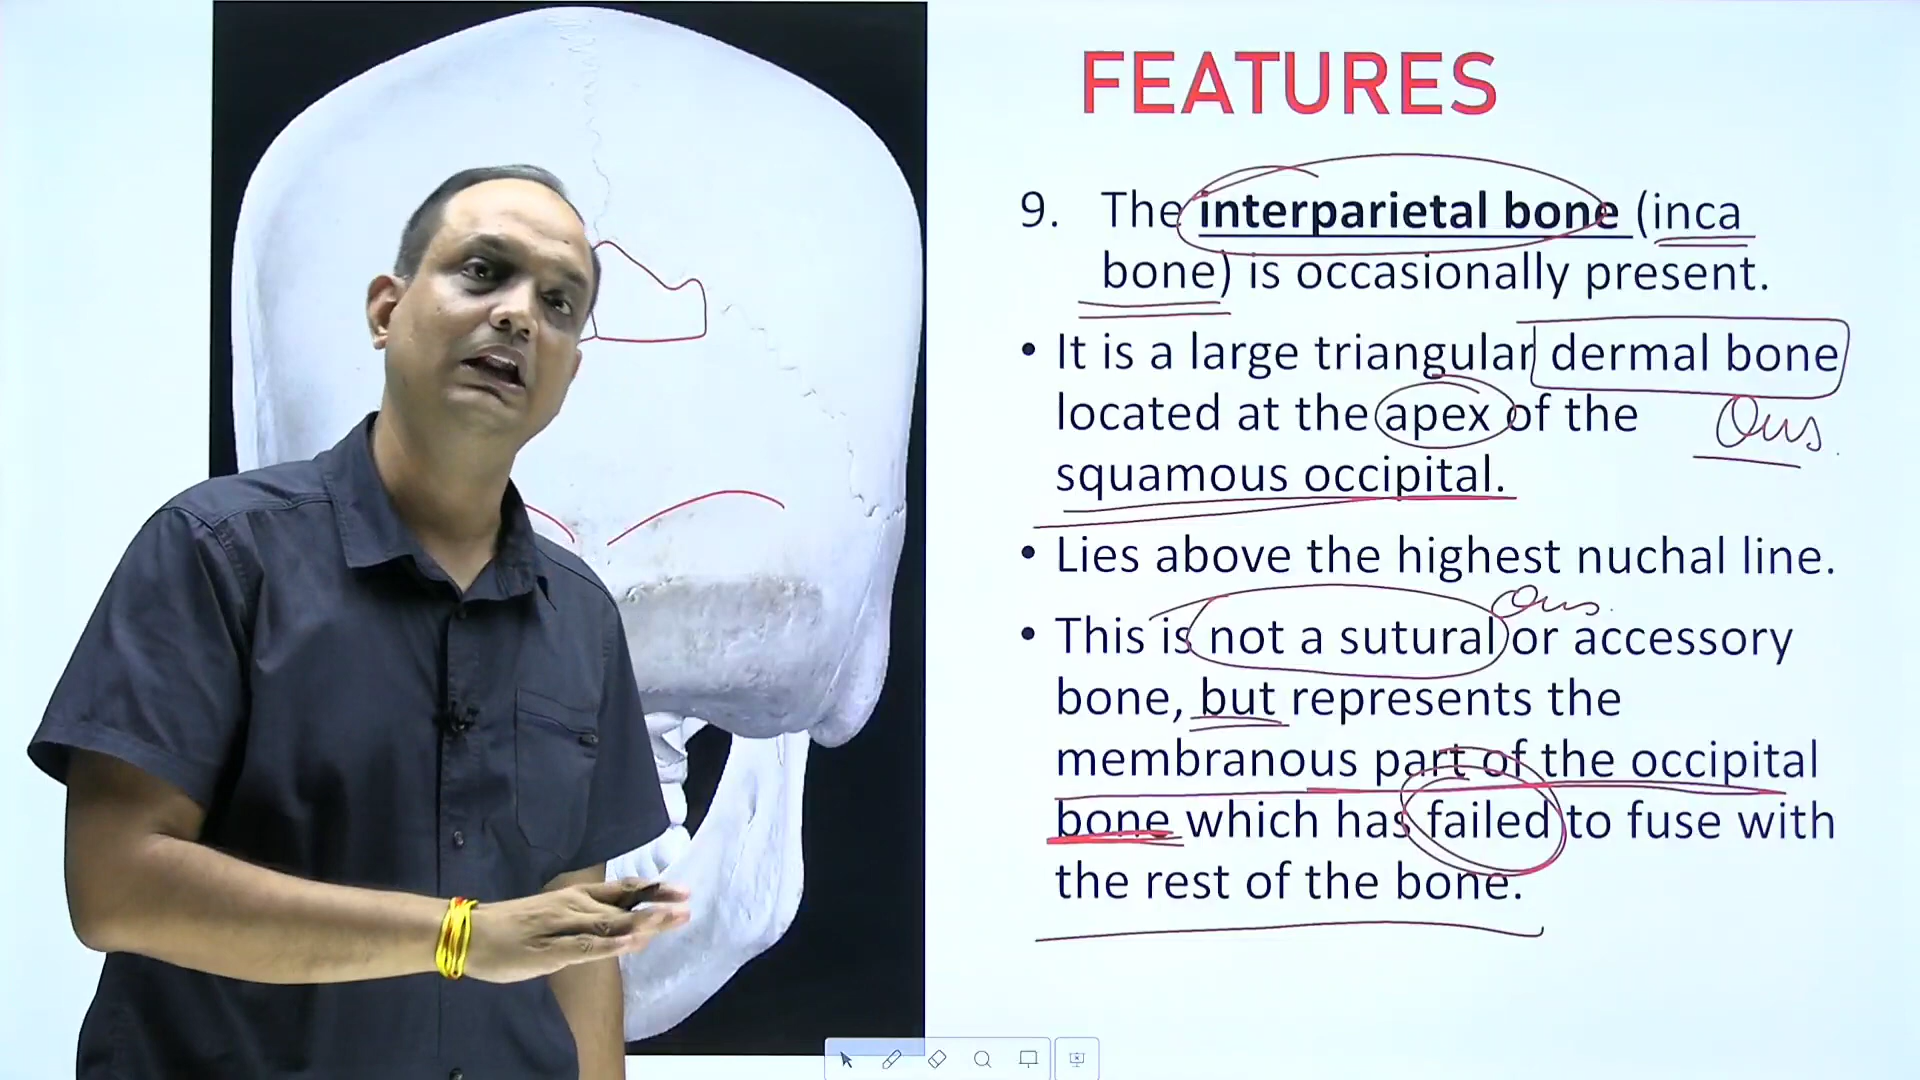 FEATURES
9. The interparietal bone (inca
bone) is occasionally present.
• It is a large triangular dermal bone
located at the apex of the
Ques.
squamous occipital.
• Lies above the highest nuchal line.
Ques.
• This is not a sutural or accessory
bone, but represents the
membranous part of the occipital
bone which has failed to fuse with
the rest of the bone.